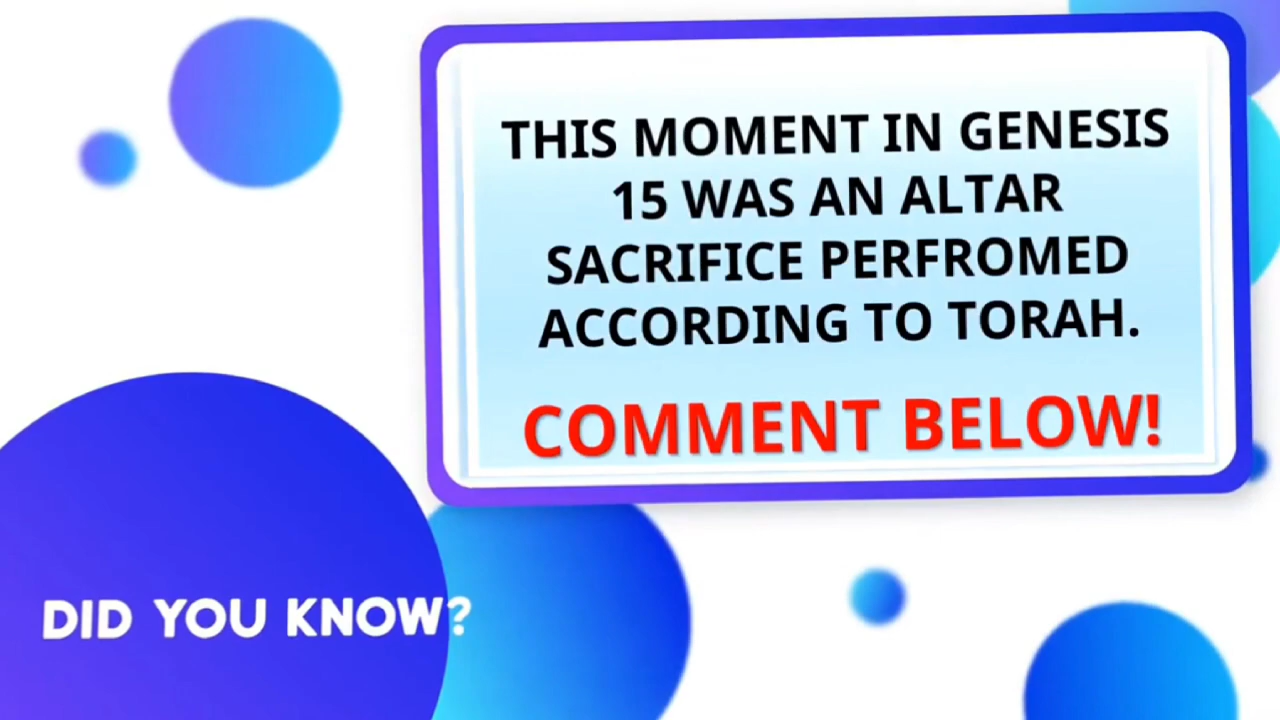 THIS MOMENT IN GENESIS
15 WAS AN ALTAR
SACRIFICE PERFROMED
ACCORDING TO TORAH.
COMMENT BELOW!
DID YOU KNOW?